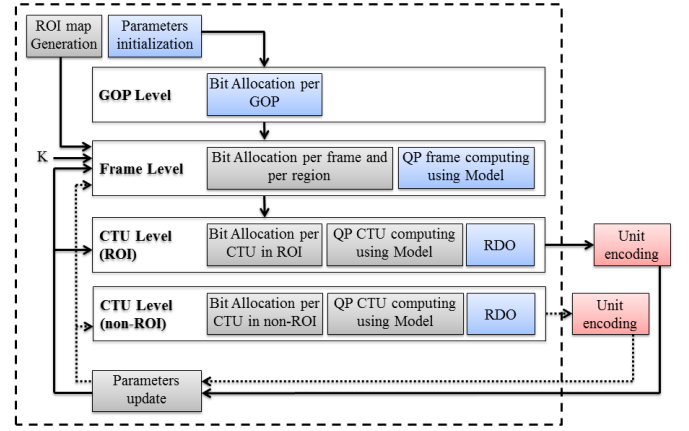 ROI map
Generation
Parameters
initialization
GOP Level
Bit Allocation per
GOP
K
Frame Level
Bit Allocation per frame and
per region
QP frame computing
using Model
CTU Level
(ROI)
Bit Allocation per
CTU in ROI
QP CTU computing
using Model
RDO
Unit
encoding
CTU Level
(non-ROI)
Bit Allocation per
CTU in non-ROI
QP CTU computing
using Model
RDO
Unit
encoding
Parameters
update